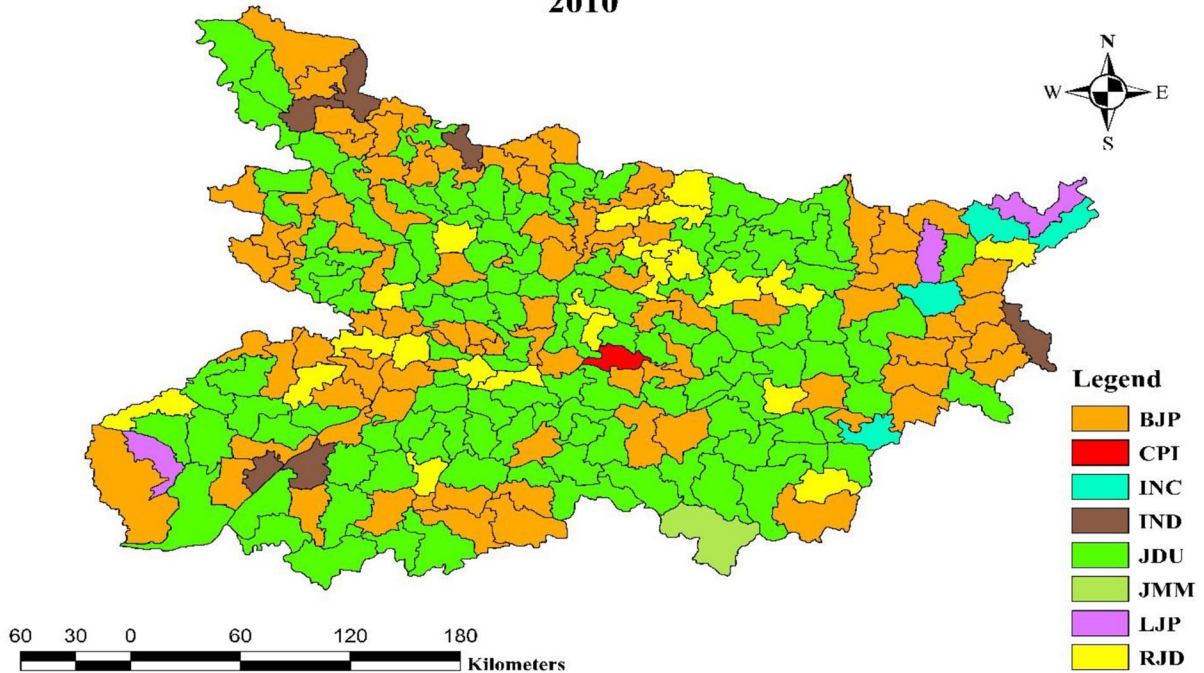 2010
N
W E
S
Legend
BJP
CPI
INC
IND
JDU
JMM
LJP
RJD
60 30 0 60 120 180
Kilometers